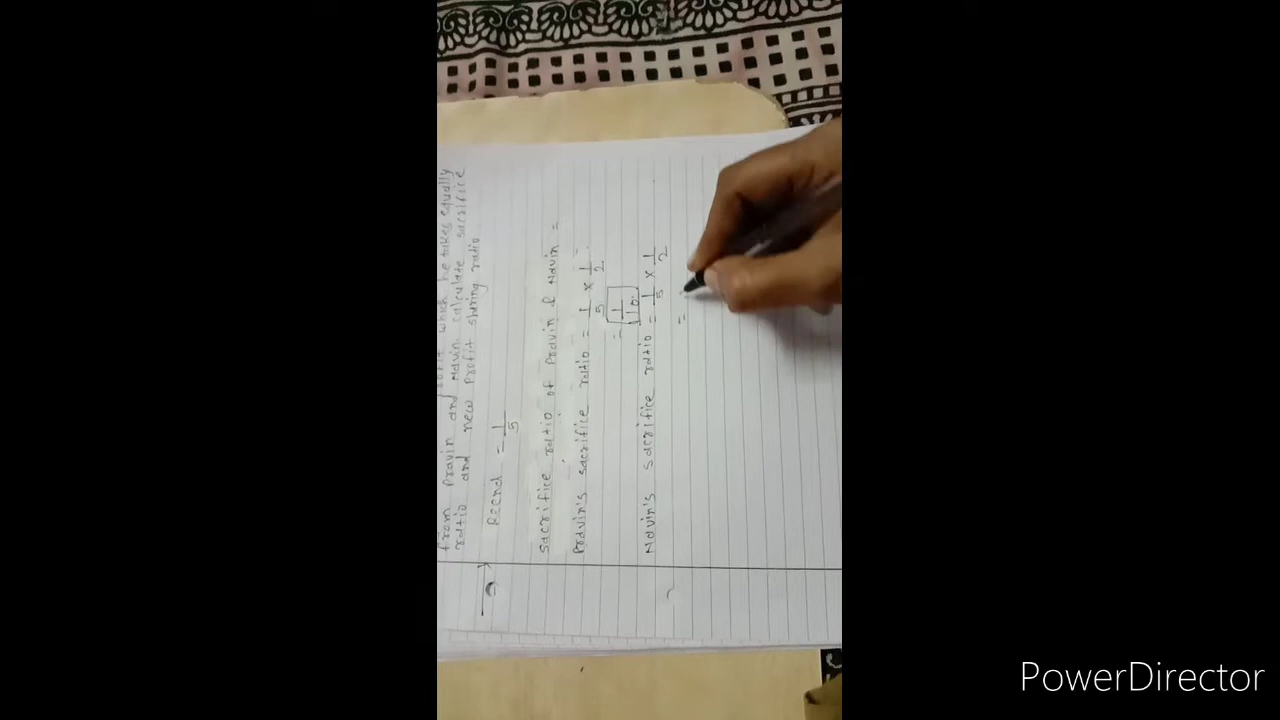 from Pravin and Navin which he takes equally
ratio and Navin calculate sacrifice
and new profit sharing ratio
Reena = 1/5
Sacrifice ratio of Pravin & Navin =
Pravin's sacrifice ratio = 1/5 × 1/2
= 1/10
Navin's sacrifice ratio = 1/5 × 1/2
=
PowerDirector